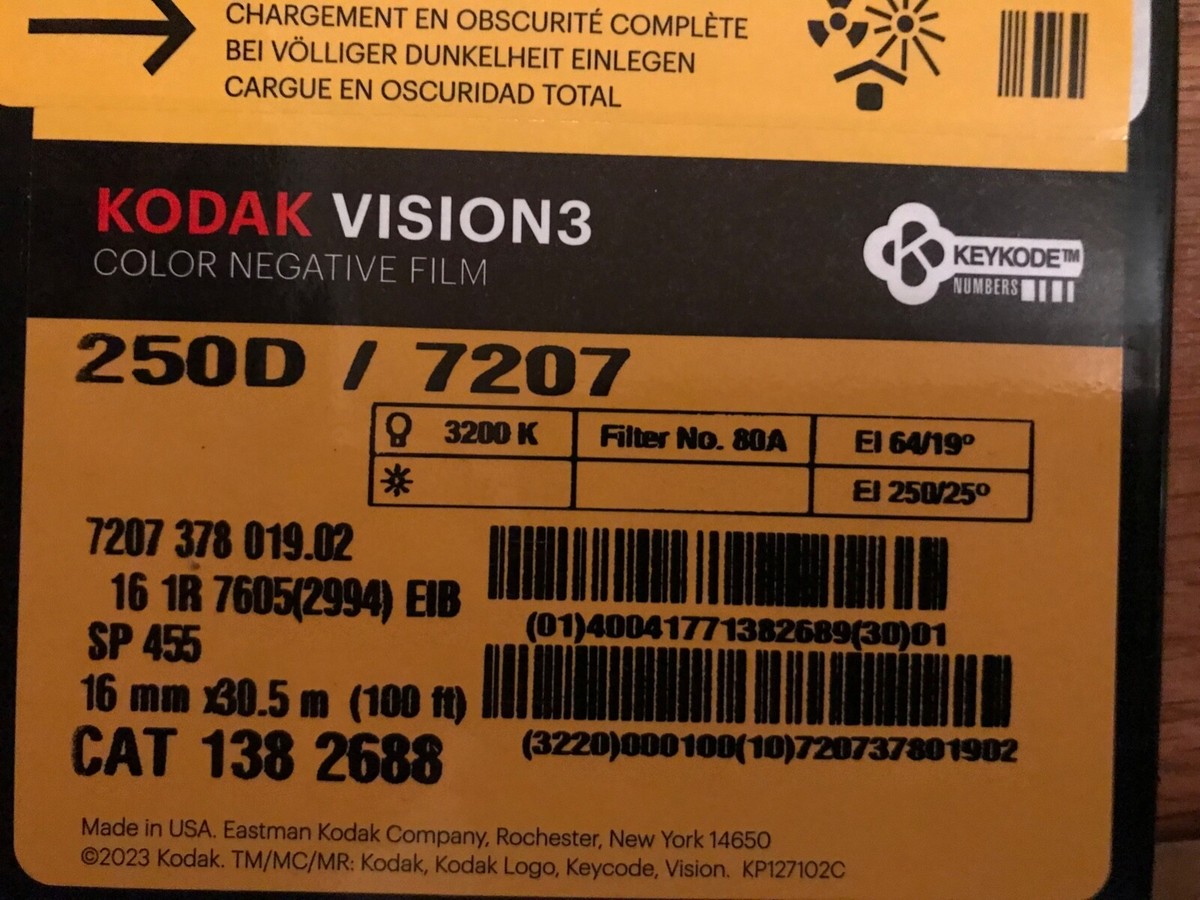 CHARGEMENT EN OBSCURITÉ COMPLÈTE
BEI VÖLLIGER DUNKELHEIT EINLEGEN
CARGUE EN OSCURIDAD TOTAL
KODAK VISION3
COLOR NEGATIVE FILM
KEYKODE™
NUMBERS
250D / 7207
3200 K Filter No. 80A EI 64/19º
EI 250/25º
7207 378 019.02
16 1R 7605(2994) EIB
(01)40041771382689(30)01
SP 455
16 mm x30.5 m (100 ft)
(3220)000100(10)720737801902
CAT 138 2688
Made in USA. Eastman Kodak Company, Rochester, New York 14650
©2023 Kodak. TM/MC/MR: Kodak, Kodak Logo, Keycode, Vision. KP127102C